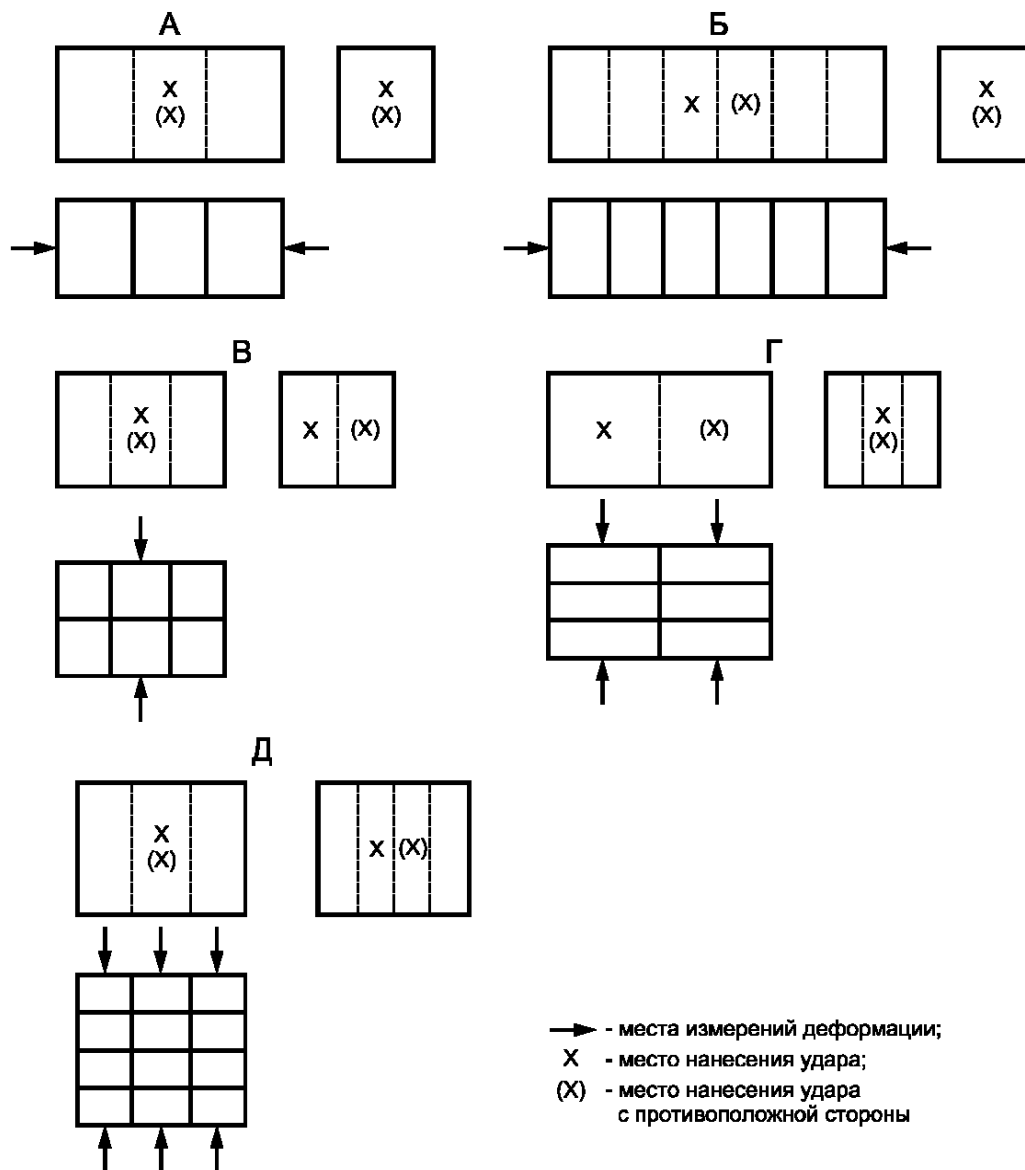 А
Б
X
(X)
X
(X)
X
(X)
X
(X)
В
Г
X
(X)
X
(X)
X
(X)
X
(X)
Д
X
(X)
X
(X)
- места измерений деформации;
X - место нанесения удара;
(X) - место нанесения удара
с противоположной стороны